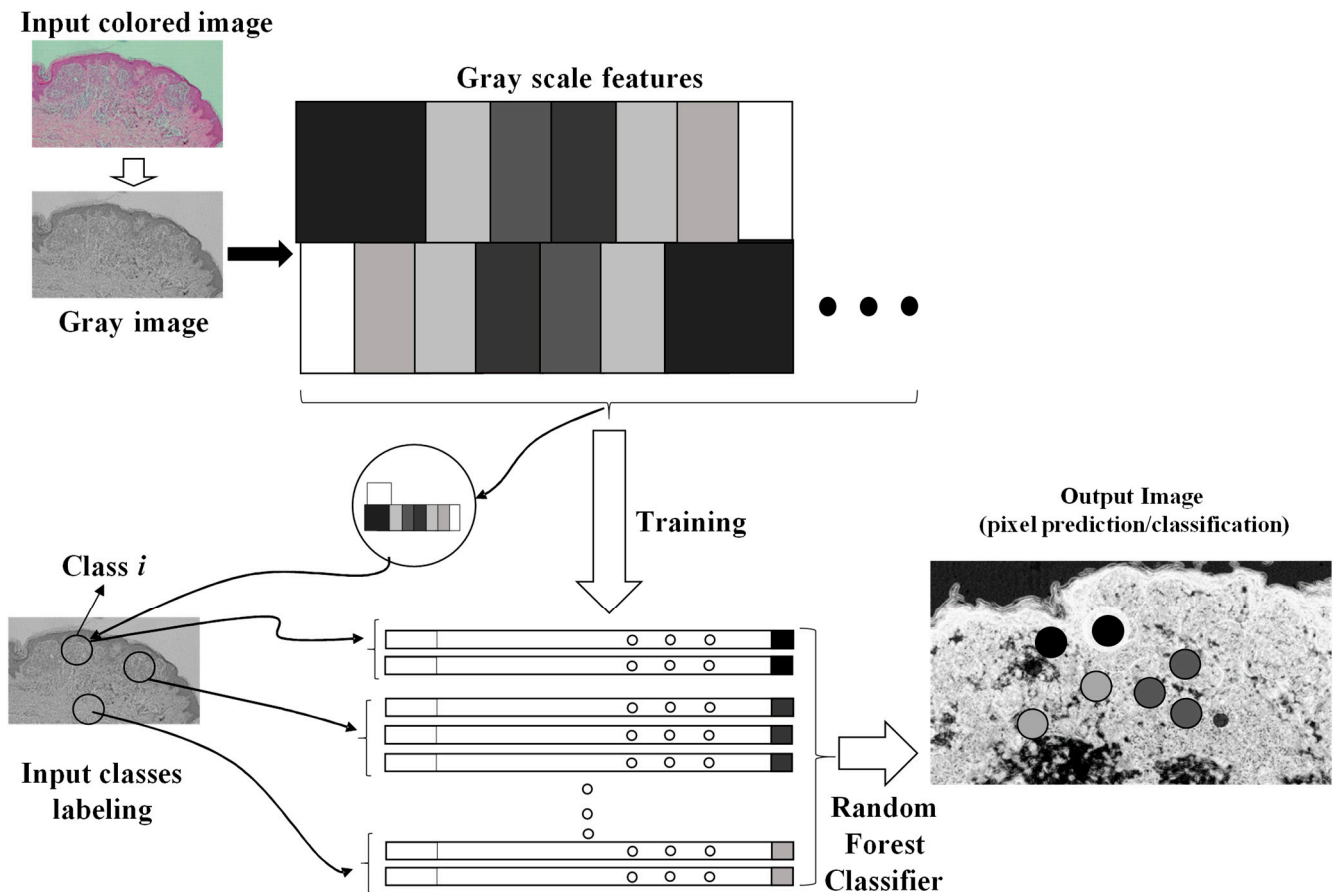 Input colored image
Gray scale features
Gray image
Training
Output Image
(pixel prediction/classification)
Class i
Input classes
labeling
Random
Forest
Classifier